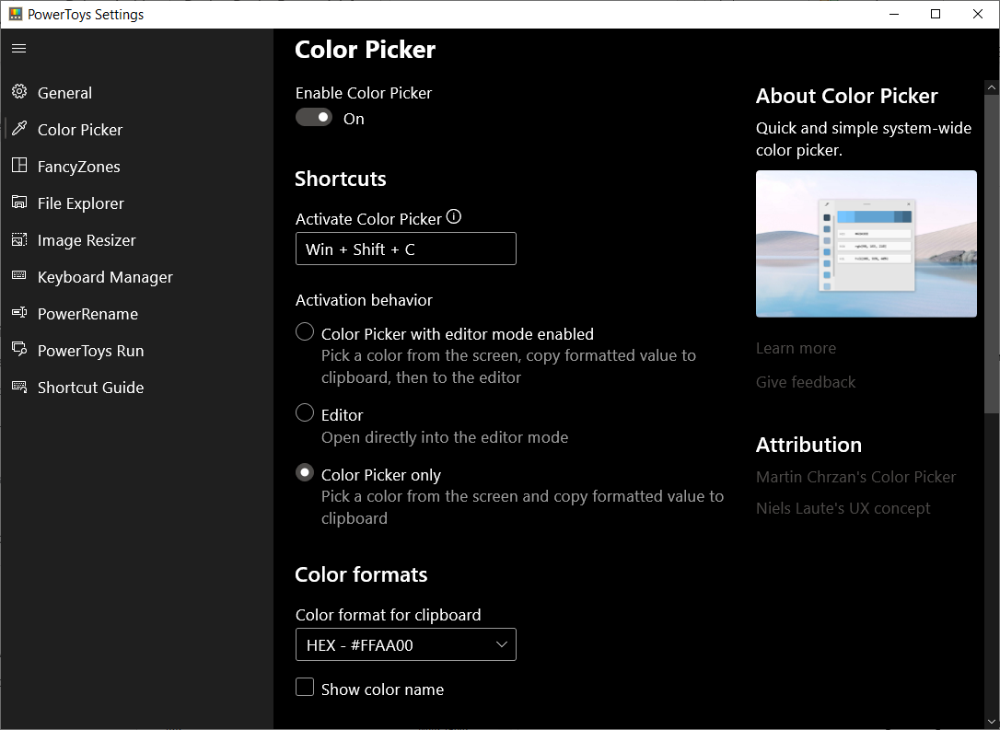 PowerToys Settings
General
Color Picker
FancyZones
File Explorer
Image Resizer
Keyboard Manager
PowerRename
PowerToys Run
Shortcut Guide
Color Picker
Enable Color Picker
On
Shortcuts
Activate Color Picker
Win + Shift + C
Activation behavior
Color Picker with editor mode enabled
Pick a color from the screen, copy formatted value to
clipboard, then to the editor
Editor
Open directly into the editor mode
Color Picker only
Pick a color from the screen and copy formatted value to
clipboard
Color formats
Color format for clipboard
HEX - #FFAA00
Show color name
About Color Picker
Quick and simple system-wide
color picker.
Learn more
Give feedback
Attribution
Martin Chrzan's Color Picker
Niels Laute's UX concept